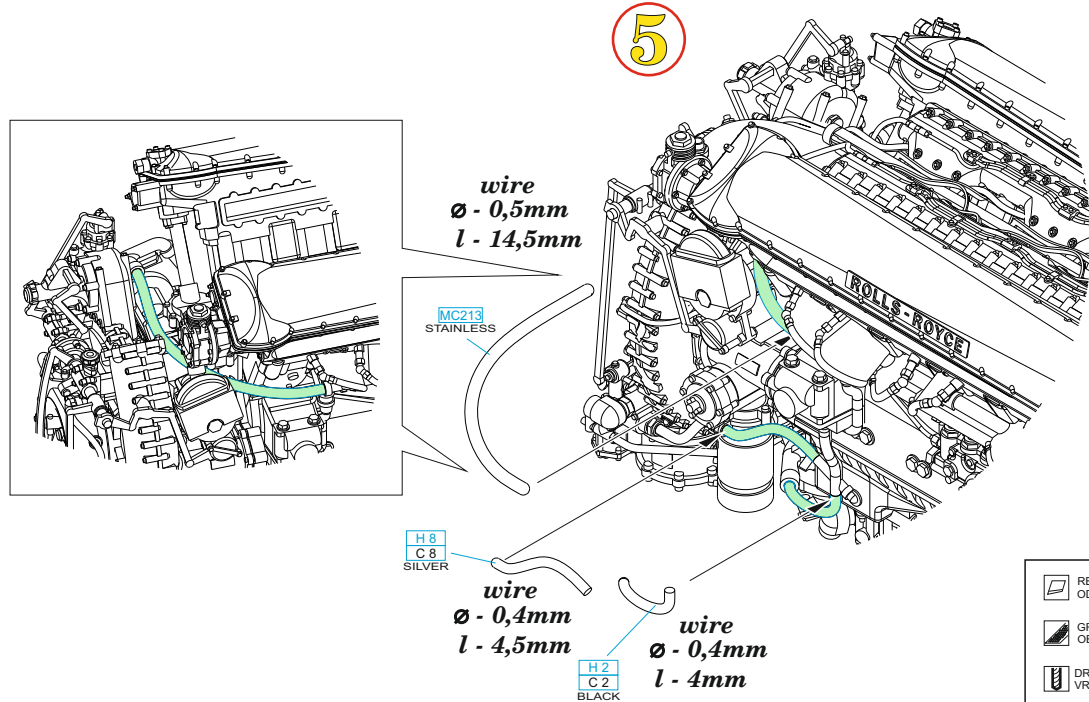 5
wire
Ø - 0,5mm
l - 14,5mm
MC213
STAINLESS
ROLLS - ROYCE
H 8
C 8
SILVER
wire
Ø - 0,4mm
l - 4,5mm
wire
Ø - 0,4mm
l - 4mm
H 2
C 2
BLACK